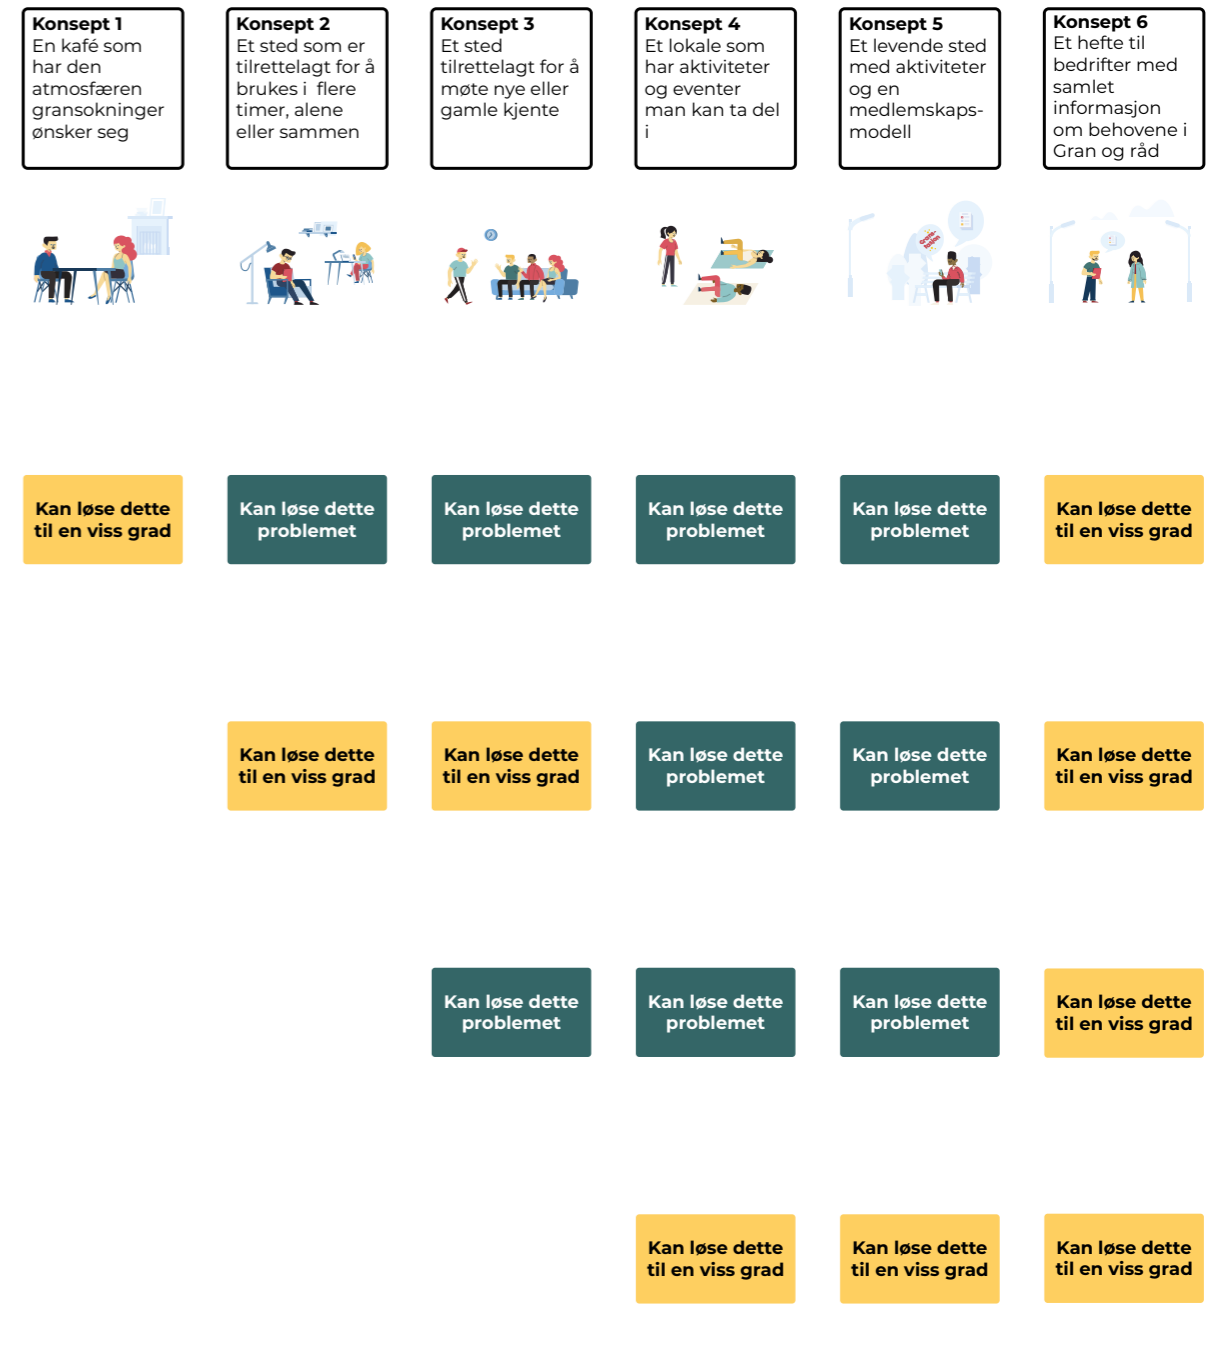 Konsept 1
En kafé som
har den
atmosfæren
gransokninger
ønsker seg
Konsept 2
Et sted som er
tilrettelagt for å
brukes i flere
timer, alene
eller sammen
Konsept 3
Et sted
tilrettelagt for å
møte nye eller
gamle kjente
Konsept 4
Et lokale som
har aktiviteter
og eventer
man kan ta del
i
Konsept 5
Et levende sted
med aktiviteter
og en
medlemskaps-
modell
Konsept 6
Et hefte til
bedrifter med
samlet
informasjon
om behovene i
Gran og råd
Kan løse dette
til en viss grad
Kan løse dette
problemet
Kan løse dette
problemet
Kan løse dette
problemet
Kan løse dette
problemet
Kan løse dette
til en viss grad
Kan løse dette
til en viss grad
Kan løse dette
til en viss grad
Kan løse dette
problemet
Kan løse dette
problemet
Kan løse dette
til en viss grad
Kan løse dette
problemet
Kan løse dette
problemet
Kan løse dette
problemet
Kan løse dette
til en viss grad
Kan løse dette
til en viss grad
Kan løse dette
til en viss grad
Kan løse dette
til en viss grad